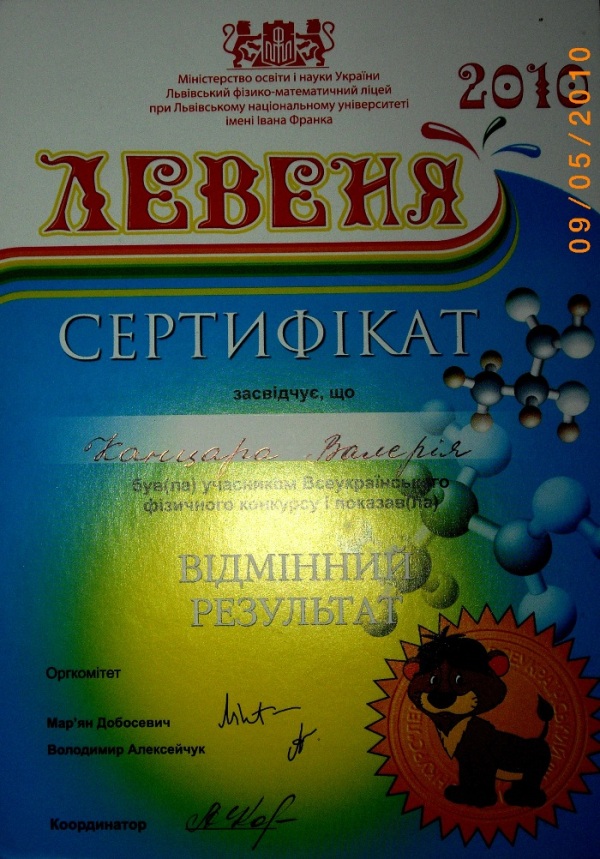 Міністерство освіти і науки України
Львівський фізико-математичний ліцей
при Львівському національному університеті
імені Івана Франка
2010
ЛЕВЕНЯ
СЕРТИФІКАТ
засвідчує, що
Канцара Валерія
був(ла) учасником Всеукраїнського
фізичного конкурсу і показав(ла)
ВІДМІННИЙ
РЕЗУЛЬТАТ
Оргкомітет
Мар'ян Добосевич
Володимир Алексейчук
Координатор
09/05/2010